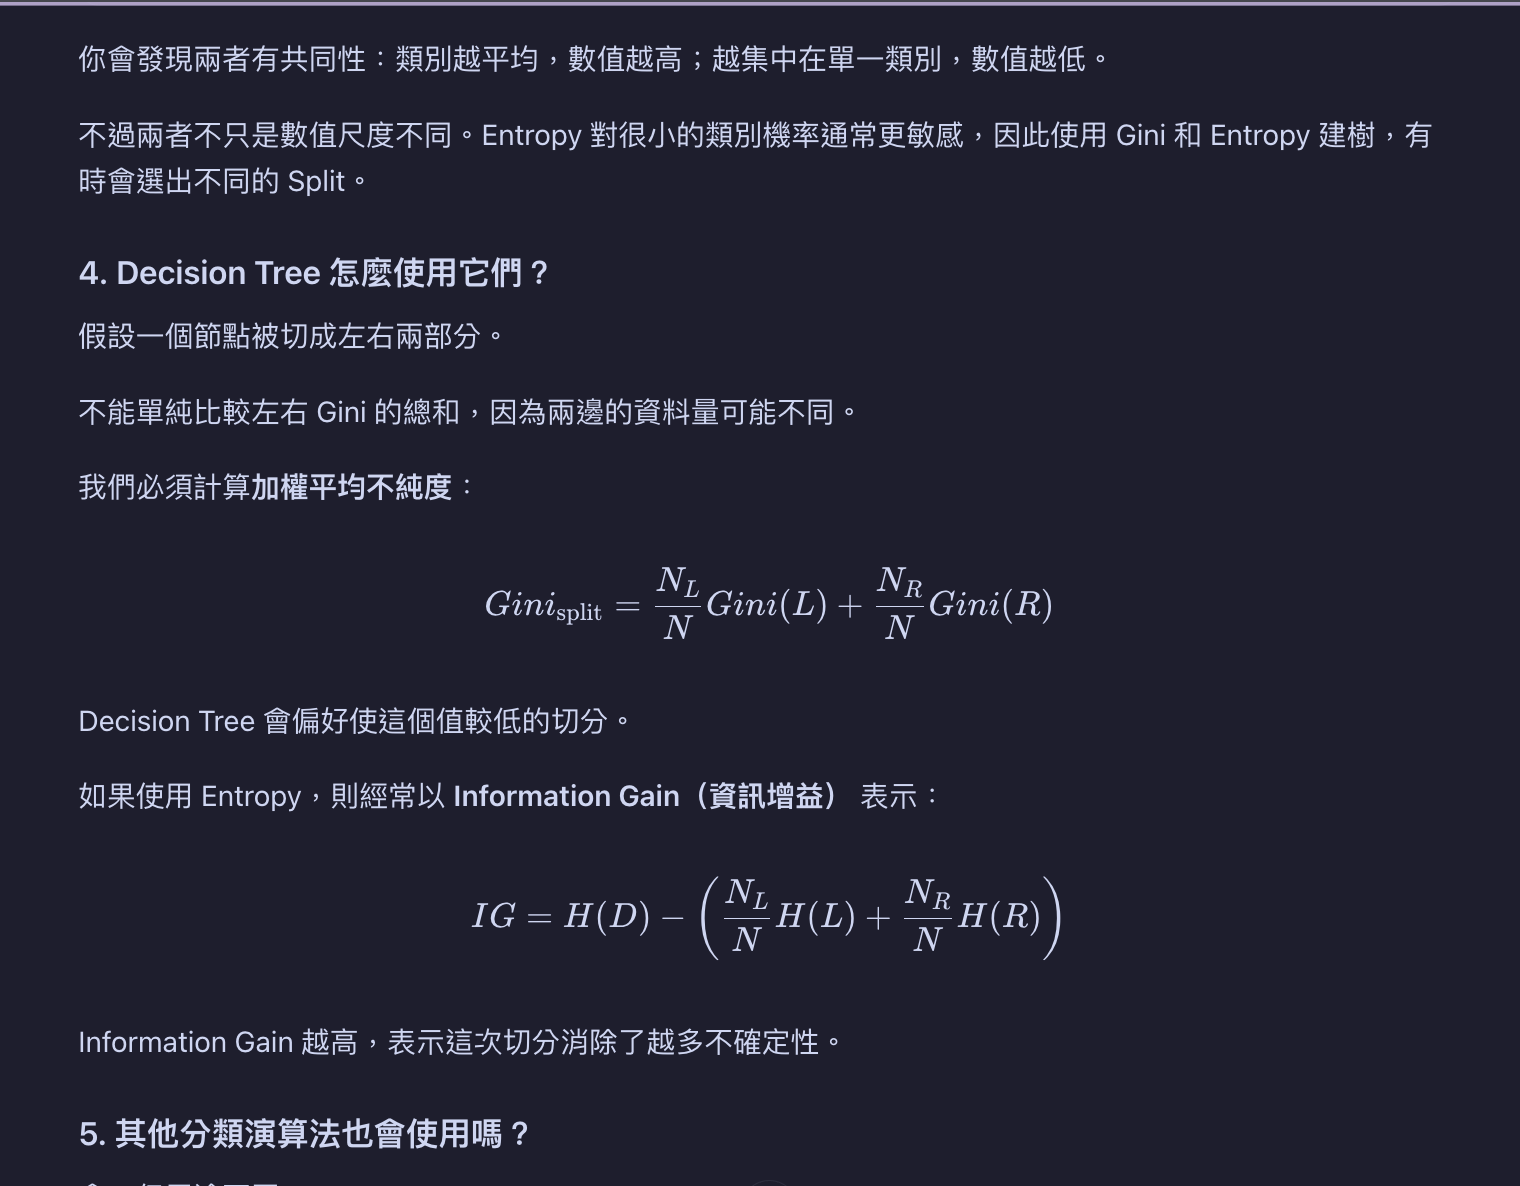 你會發現兩者有共同性：類別越平均，數值越高；越集中在單一類別，數值越低。
不過兩者不只是數值尺度不同。Entropy 對很小的類別機率通常更敏感，因此使用 Gini 和 Entropy 建樹，有
時會選出不同的 Split。
4. Decision Tree 怎麼使用它們？
假設一個節點被切成左右兩部分。
不能單純比較左右 Gini 的總和，因為兩邊的資料量可能不同。
我們必須計算加權平均不純度：
Gini_split = N_L/N Gini(L) + N_R/N Gini(R)
Decision Tree 會偏好使這個值較低的切分。
如果使用 Entropy，則經常以 Information Gain（資訊增益） 表示：
IG = H(D) − (N_L/N H(L) + N_R/N H(R))
Information Gain 越高，表示這次切分消除了越多不確定性。
5. 其他分類演算法也會使用嗎？